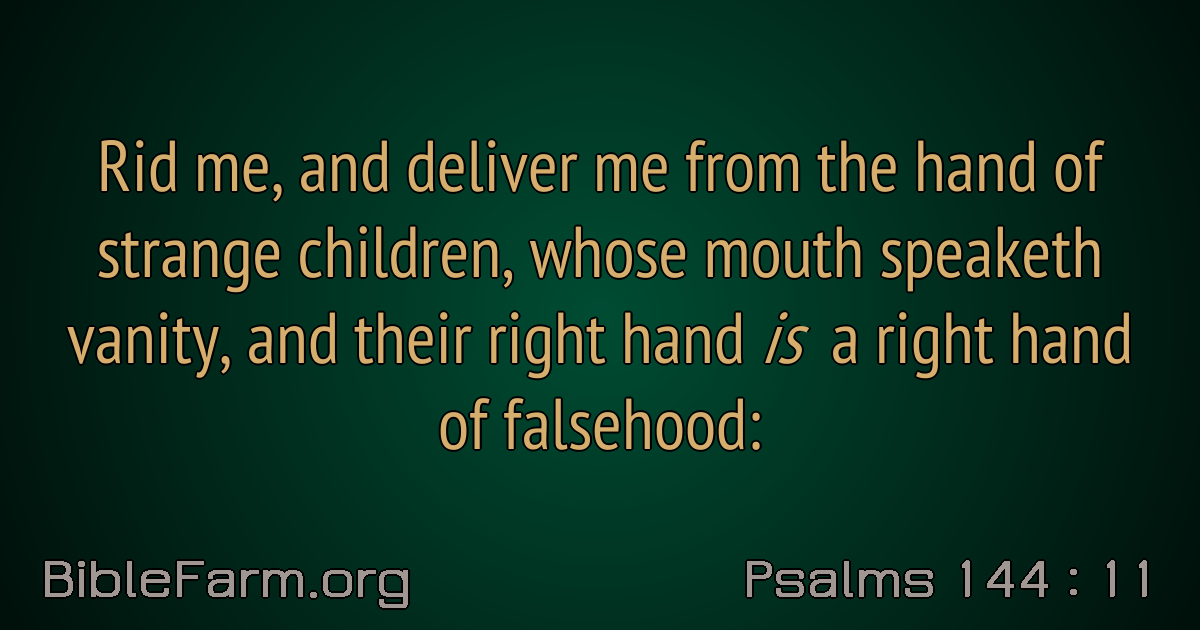 Rid me, and deliver me from the hand of
strange children, whose mouth speaketh
vanity, and their right hand is a right hand
of falsehood:
BibleFarm.org
Psalms 144 : 11